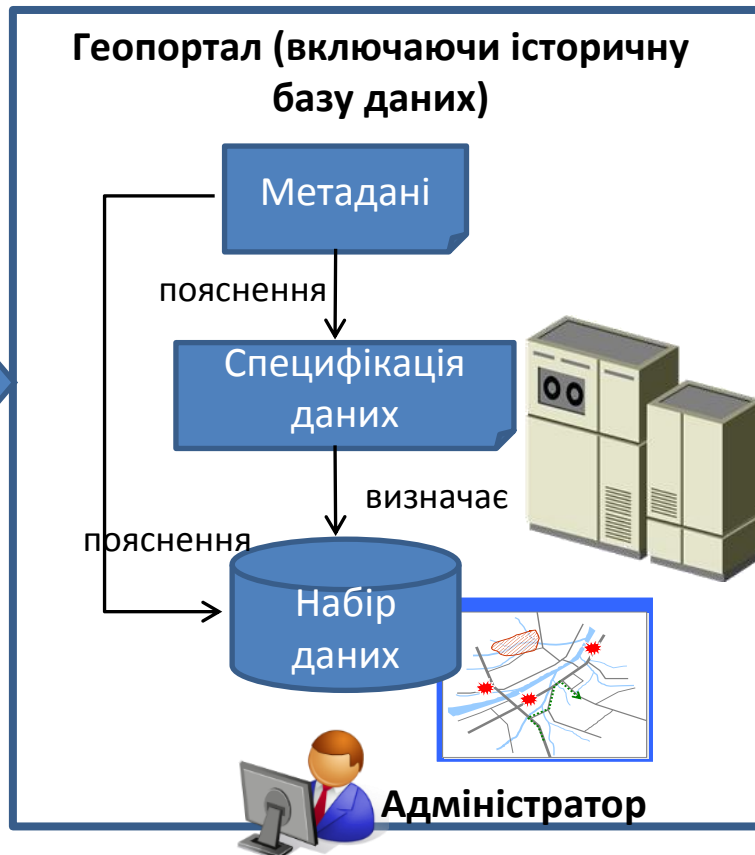 Геопортал (включаючи історичну
базу даних)
Метадані
пояснення
Специфікація
даних
визначає
пояснення
Набір
даних
Адміністратор